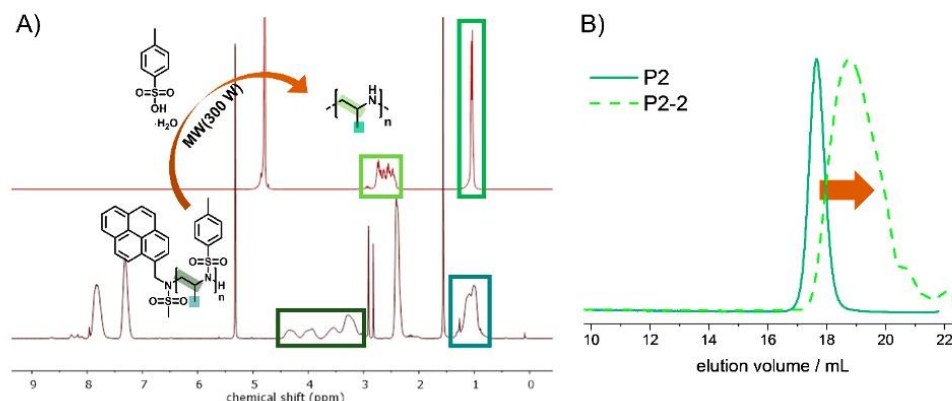 A)
B)
O=S=O
OH
·H₂O
MW(300 W)
H
N
n
O=S=O
N
N
H
n
O=S=O
9 8 7 6 5 4 3 2 1 0
chemical shift (ppm)
P2
P2-2
10 12 14 16 18 20 22
elution volume / mL